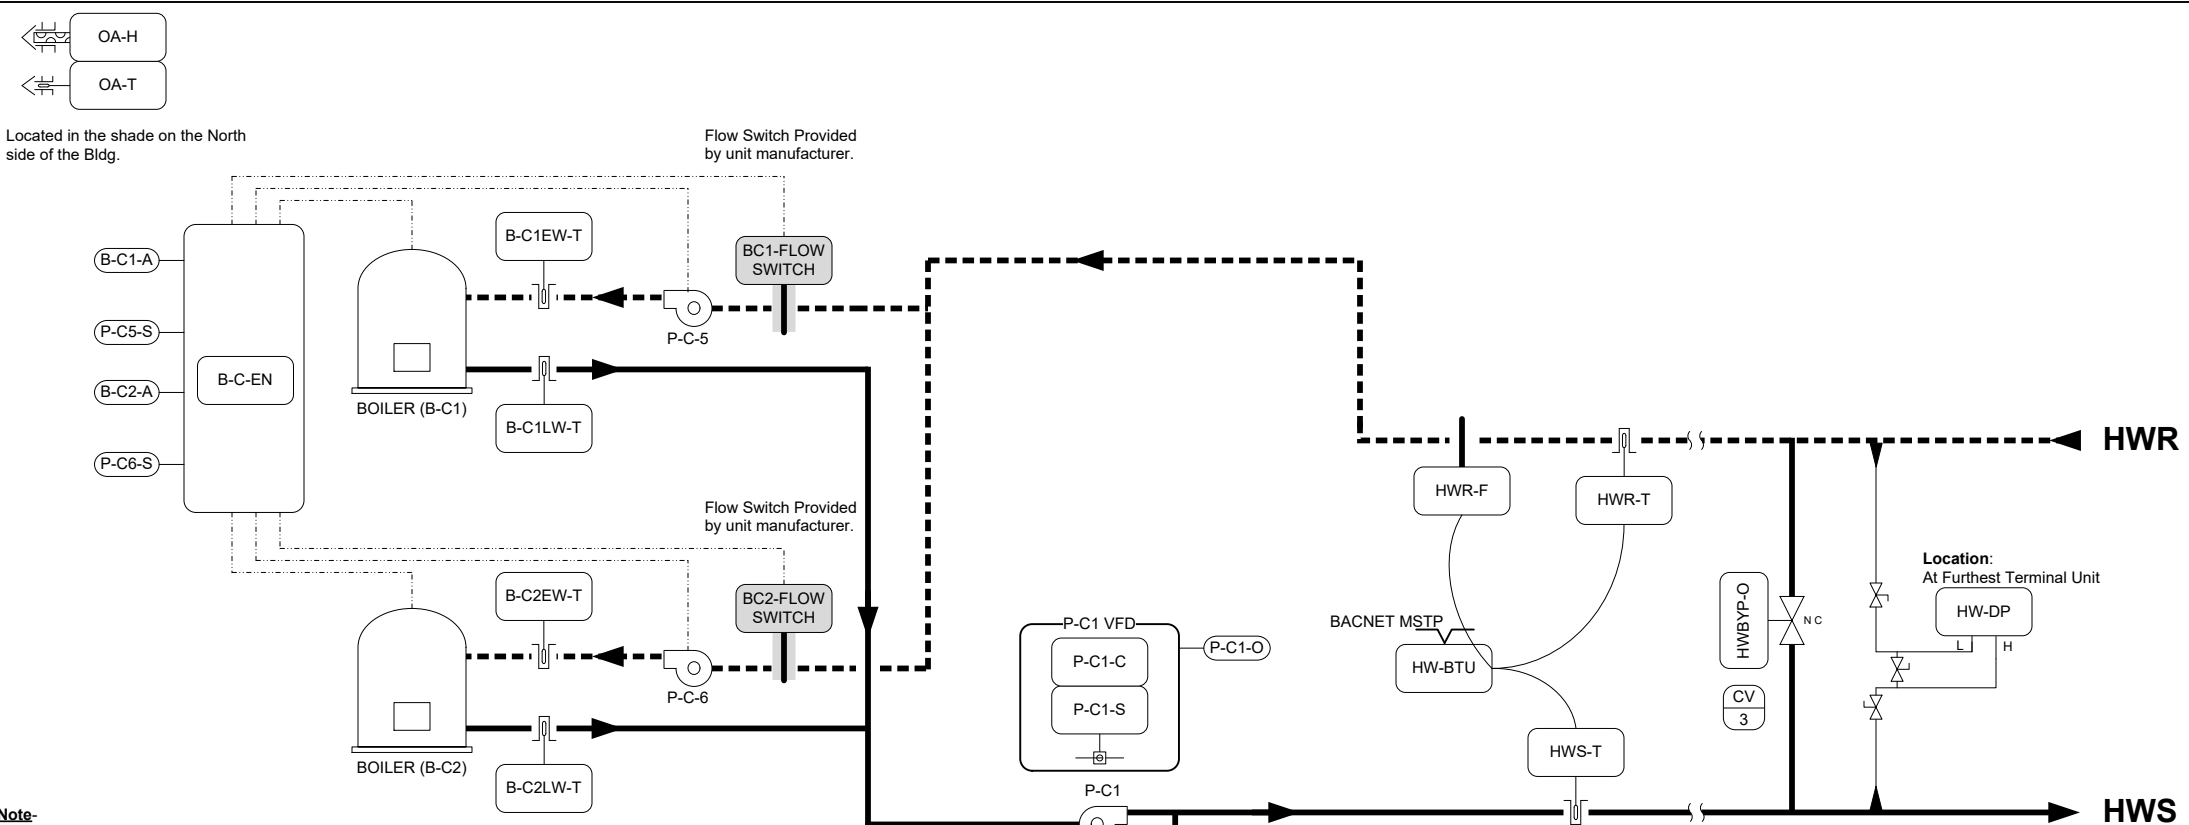 OA-H
OA-T
Located in the shade on the North
side of the Bldg.
Flow Switch Provided
by unit manufacturer.
B-C1EW-T
BC1-FLOW
SWITCH
B-C1-A
P-C5-S
B-C-EN
B-C2-A
P-C6-S
P-C-5
BOILER (B-C1)
B-C1LW-T
HWR
HWR-F
HWR-T
Flow Switch Provided
by unit manufacturer.
B-C2EW-T
BC2-FLOW
SWITCH
P-C-6
BOILER (B-C2)
B-C2LW-T
P-C1 VFD
P-C1-C
P-C1-S
P-C1-O
P-C1
BACNET MSTP
HW-BTU
HWS-T
HWBYP-O
N C
CV
3
Location:
At Furthest Terminal Unit
HW-DP
L
H
HWS
Note-